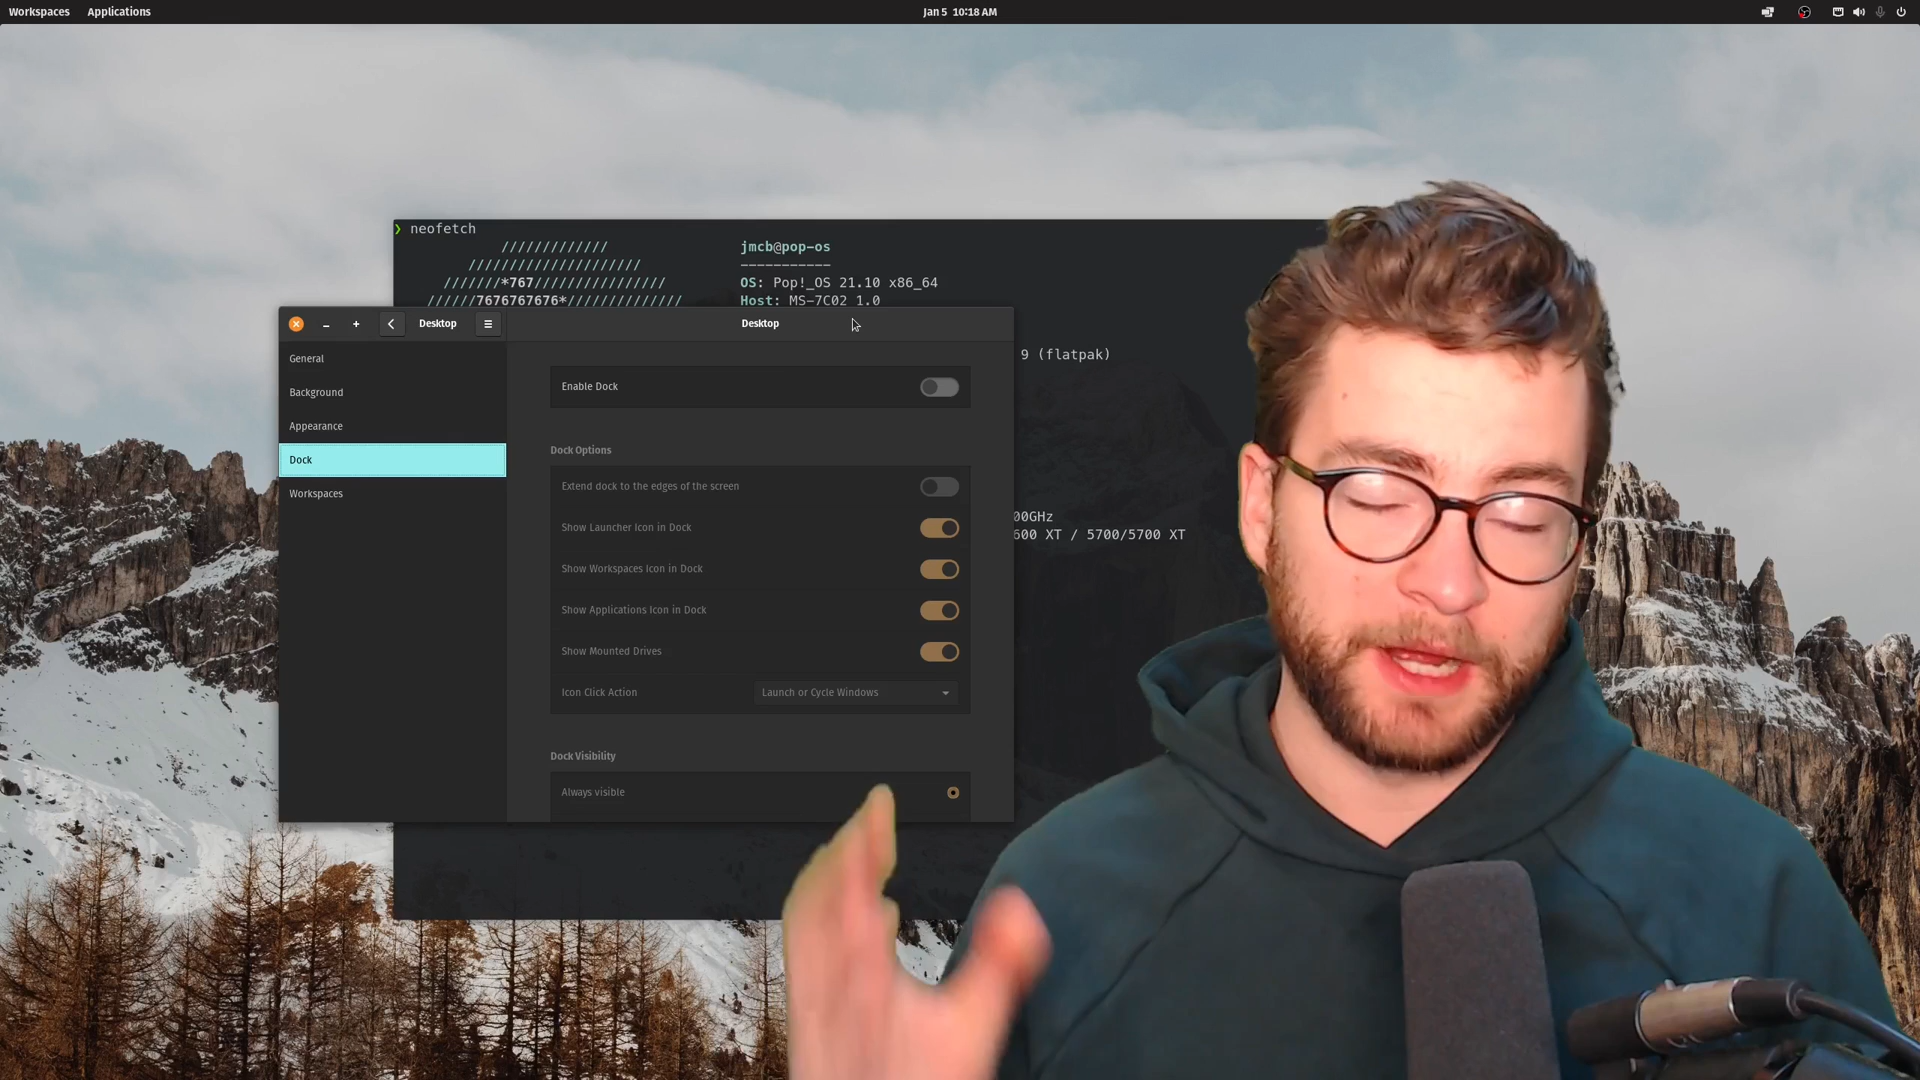 Workspaces Applications Jan 5 10:18 AM
❯ neofetch
///////////// jmcb@pop-os
///////////////////// -----------
///////*767//////////////// OS: Pop!_OS 21.10 x86_64
//////7676767676*////////////// Host: MS-7C02 1.0
Desktop
Desktop
General
Background
Appearance
Dock
Workspaces
Enable Dock
Dock Options
Extend dock to the edges of the screen
Show Launcher Icon in Dock
Show Workspaces Icon in Dock
Show Applications Icon in Dock
Show Mounted Drives
Icon Click Action Launch or Cycle Windows
Dock Visibility
Always visible
9 (flatpak)
00GHz
600 XT / 5700/5700 XT